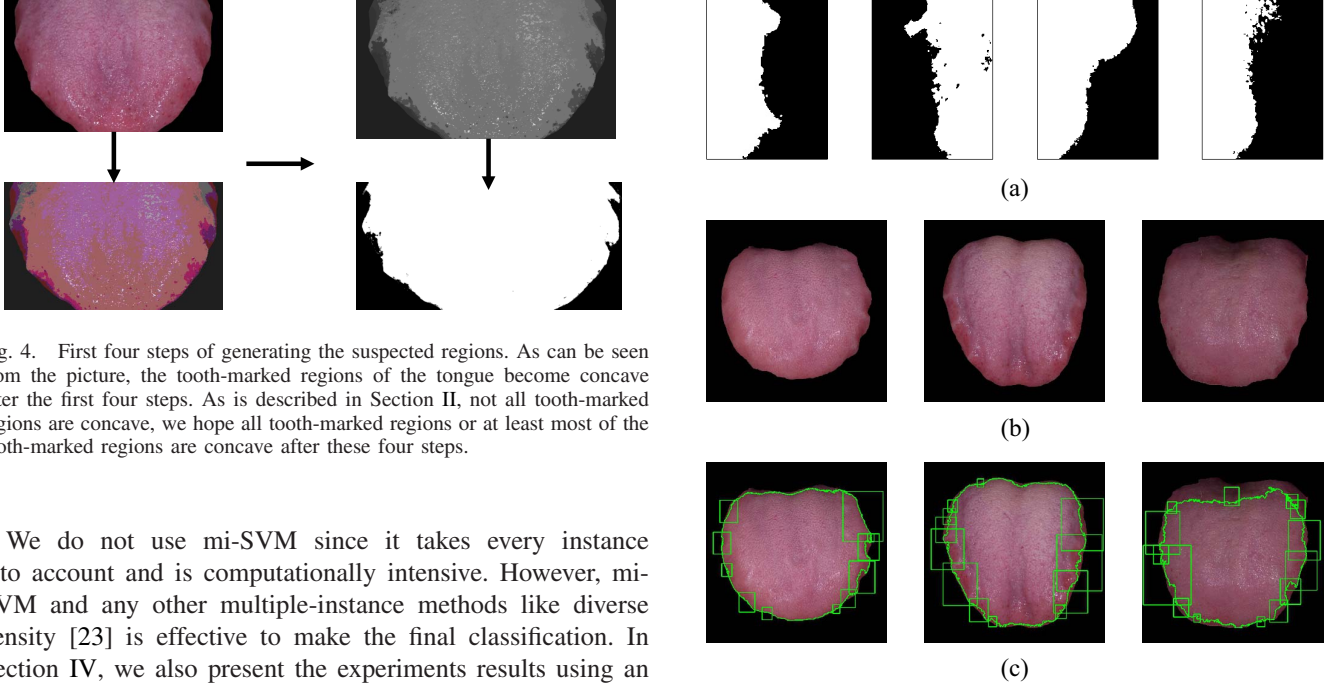 g. 4. First four steps of generating the suspected regions. As can be seen
om the picture, the tooth-marked regions of the tongue become concave
ter the first four steps. As is described in Section II, not all tooth-marked
gions are concave, we hope all tooth-marked regions or at least most of the
oth-marked regions are concave after these four steps.
We do not use mi-SVM since it takes every instance
to account and is computationally intensive. However, mi-
VM and any other multiple-instance methods like diverse
ensity [23] is effective to make the final classification. In
ection IV, we also present the experiments results using an
(a)
(b)
(c)